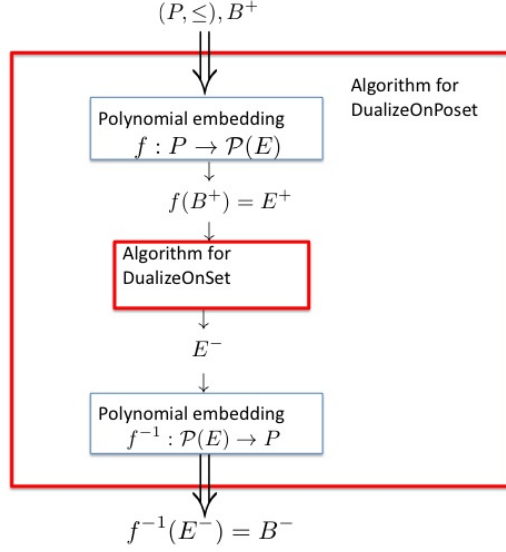 (P, ≤), B⁺
Algorithm for
DualizeOnPoset
Polynomial embedding
f : P → 𝒫(E)
↓
f(B⁺) = E⁺
↓
Algorithm for
DualizeOnSet
↓
E⁻
↓
Polynomial embedding
f⁻¹ : 𝒫(E) → P
f⁻¹(E⁻) = B⁻